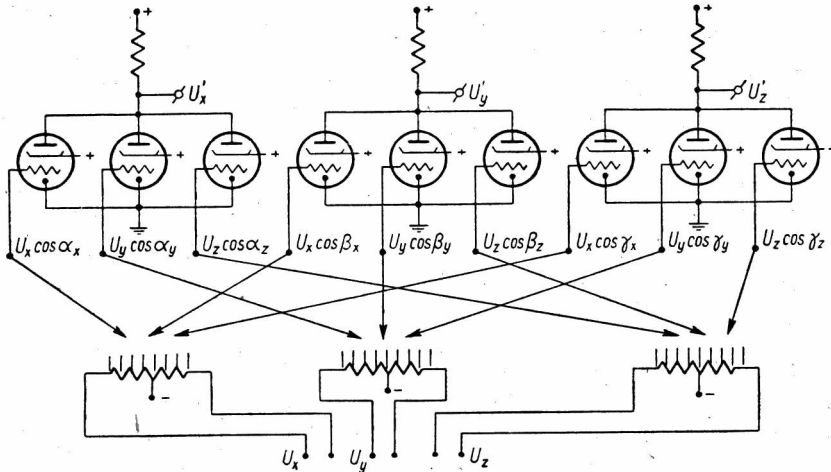 + + +
U'x U'y U'z
+ + + + + + + + +
Ux cos αx Uy cos αy Uz cos αz Ux cos βx Uy cos βy Uz cos βz Ux cos γx Uy cos γy Uz cos γz
− − −
Ux Uy Uz